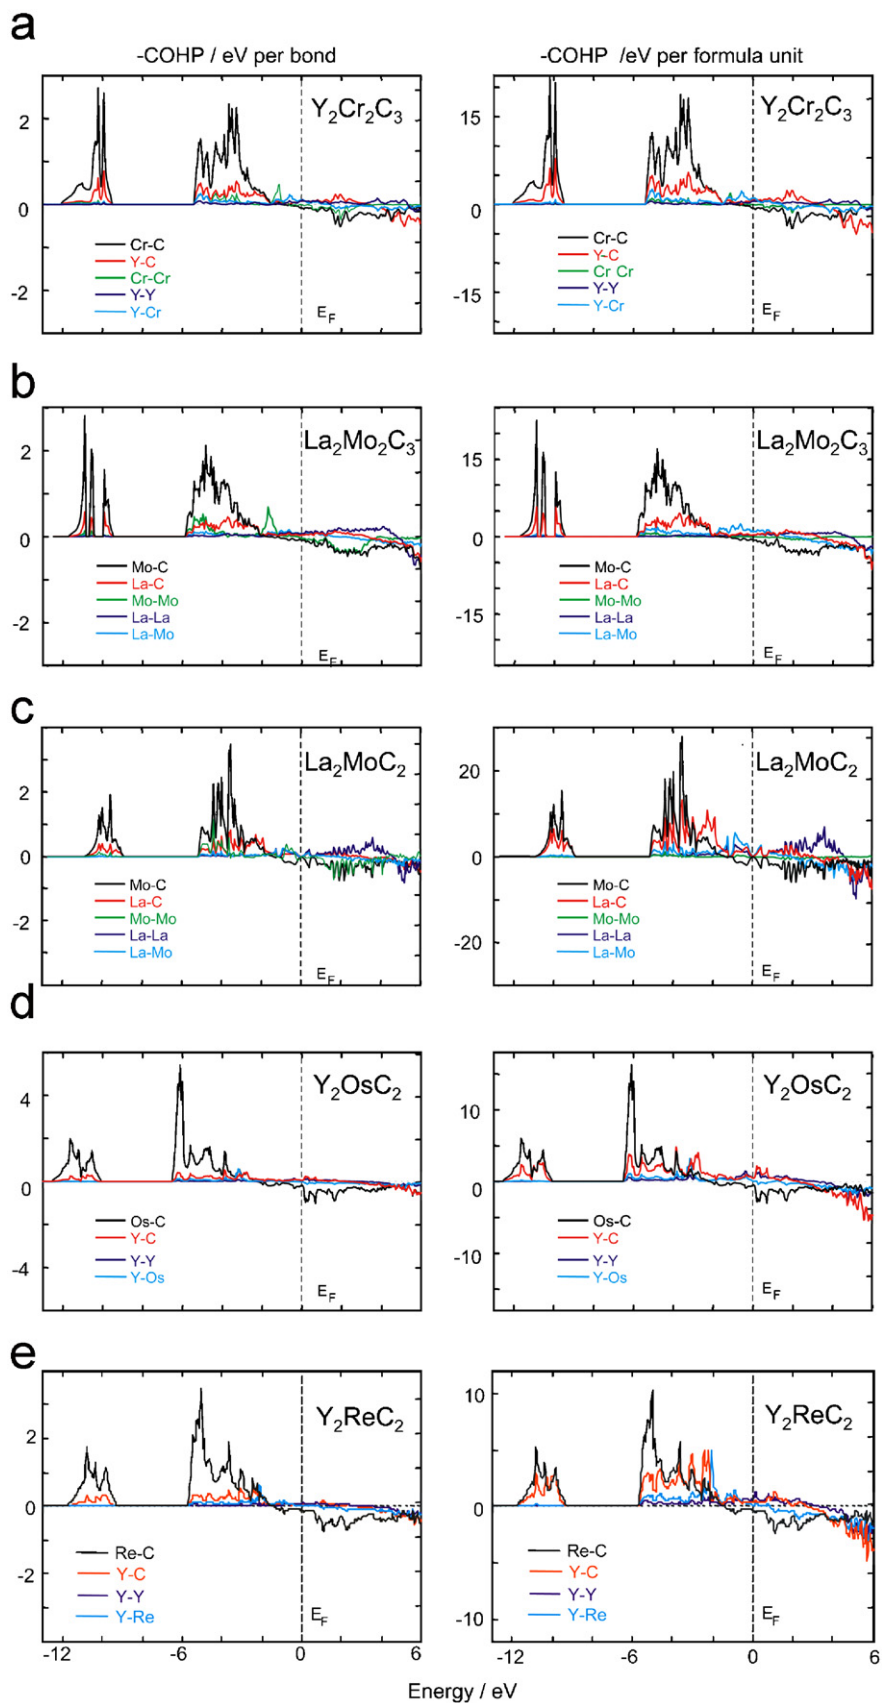 a
-COHP / eV per bond
-COHP /eV per formula unit
Y2Cr2C3
2
0
-2
Cr-C
Y-C
Cr-Cr
Y-Y
Y-Cr
EF
Y2Cr2C3
15
0
-15
Cr-C
Y-C
Cr Cr
Y-Y
Y-Cr
EF
b
La2Mo2C3
2
0
-2
Mo-C
La-C
Mo-Mo
La-La
La-Mo
EF
La2Mo2C3
15
0
-15
Mo-C
La-C
Mo-Mo
La-La
La-Mo
EF
c
La2MoC2
2
0
-2
Mo-C
La-C
Mo-Mo
La-La
La-Mo
EF
La2MoC2
20
0
-20
Mo-C
La-C
Mo-Mo
La-La
La-Mo
EF
d
Y2OsC2
4
0
-4
Os-C
Y-C
Y-Y
Y-Os
EF
Y2OsC2
10
0
-10
Os-C
Y-C
Y-Y
Y-Os
EF
e
Y2ReC2
2
0
-2
Re-C
Y-C
Y-Y
Y-Re
EF
-12 -6 0 6
Y2ReC2
10
0
-10
Re-C
Y-C
Y-Y
Y-Re
EF
-12 -6 0 6
Energy / eV